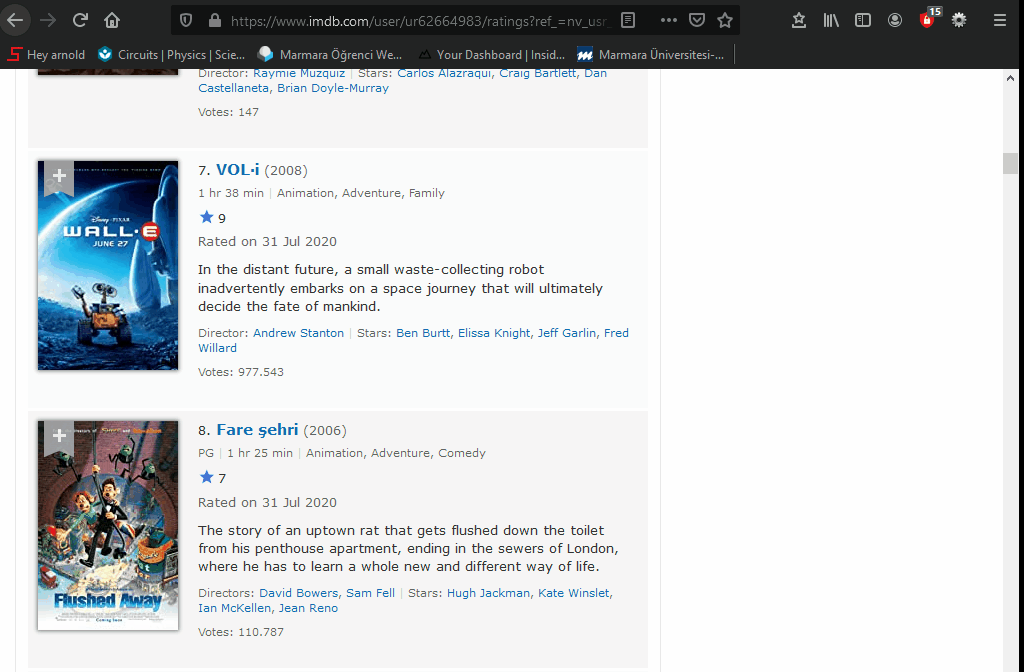 15
https://www.imdb.com/user/ur62664983/ratings?ref_=nv_usr_
Hey arnold
Circuits | Physics | Scie...
Marmara Öğrenci We...
Your Dashboard | Insid...
Marmara Üniversitesi-...
Director: Raymie Muzquiz | Stars: Carlos Alazraqui, Craig Bartlett, Dan
Castellaneta, Brian Doyle-Murray
Votes: 147
DISNEY·PIXAR
WALL·E
JUNE 27
7. VOL·i (2008)
1 hr 38 min | Animation, Adventure, Family
9
Rated on 31 Jul 2020
In the distant future, a small waste-collecting robot
inadvertently embarks on a space journey that will ultimately
decide the fate of mankind.
Director: Andrew Stanton | Stars: Ben Burtt, Elissa Knight, Jeff Garlin, Fred
Willard
Votes: 977.543
Flushed Away
Coming Soon
8. Fare şehri (2006)
PG | 1 hr 25 min | Animation, Adventure, Comedy
7
Rated on 31 Jul 2020
The story of an uptown rat that gets flushed down the toilet
from his penthouse apartment, ending in the sewers of London,
where he has to learn a whole new and different way of life.
Directors: David Bowers, Sam Fell | Stars: Hugh Jackman, Kate Winslet,
Ian McKellen, Jean Reno
Votes: 110.787